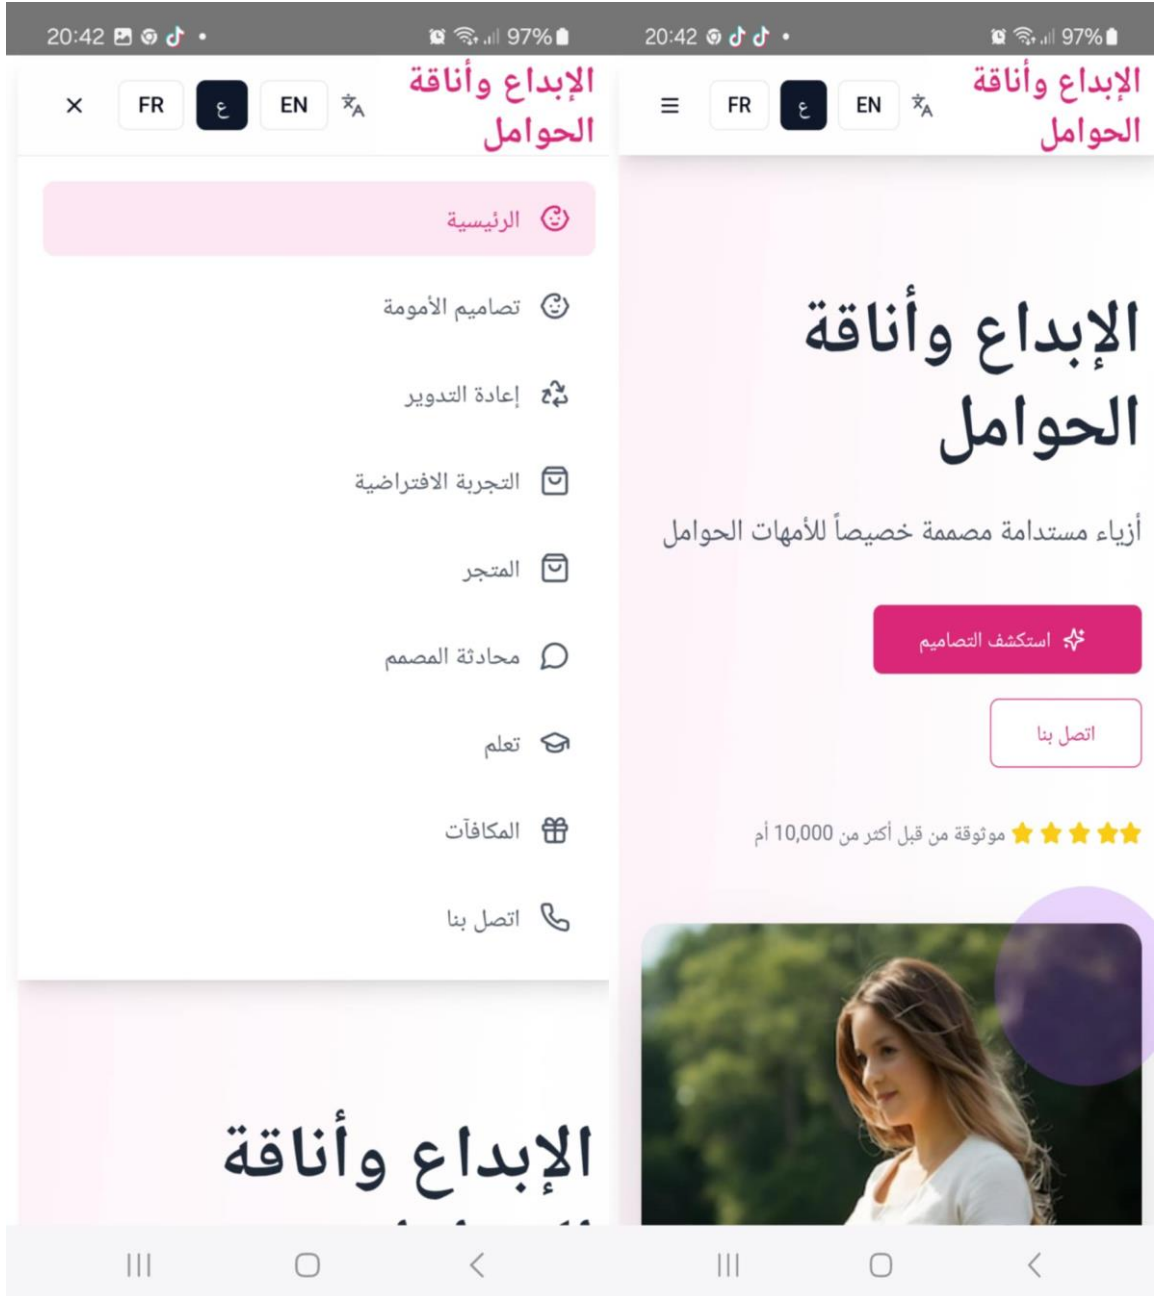 20:42
97%
الإبداع وأناقة
الحوامل
EN
ع
FR
الرئيسية
تصاميم الأمومة
إعادة التدوير
التجربة الافتراضية
المتجر
محادثة المصمم
تعلم
المكافآت
اتصل بنا
الإبداع وأناقة
20:42
97%
الإبداع وأناقة
الحوامل
EN
ع
FR
الإبداع وأناقة
الحوامل
أزياء مستدامة مصممة خصيصاً للأمهات الحوامل
استكشف التصاميم
اتصل بنا
موثوقة من قبل أكثر من 10,000 أم